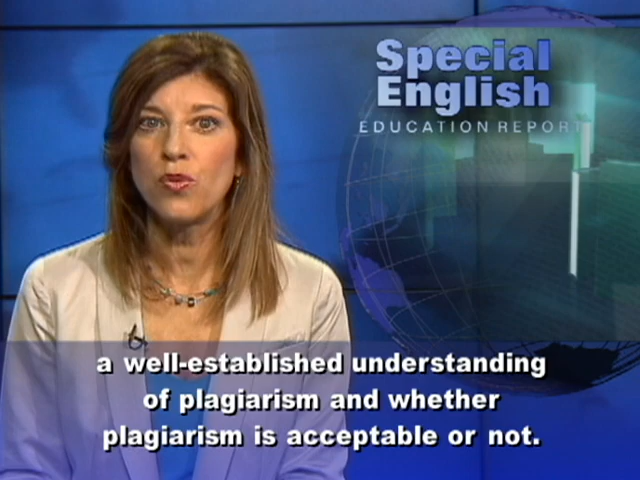 Special
English
EDUCATION REPORT
a well-established understanding
of plagiarism and whether
plagiarism is acceptable or not.